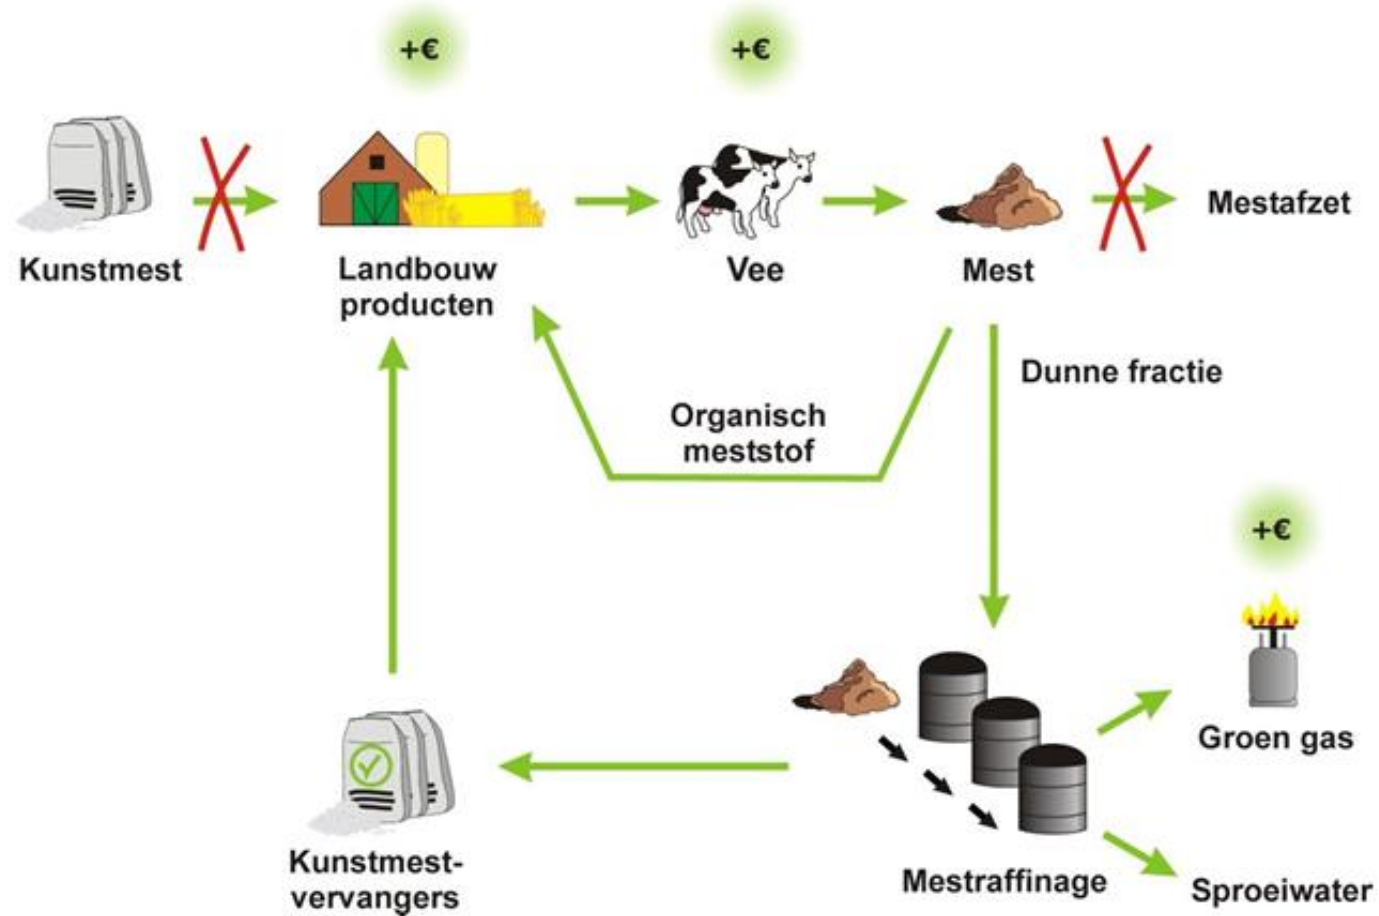 +€
+€
Kunstmest
Landbouw
producten
Vee
Mest
Mestafzet
Dunne fractie
Organisch
meststof
+€
Groen gas
Kunstmest-
vervangers
Mestraffinage
Sproeiwater